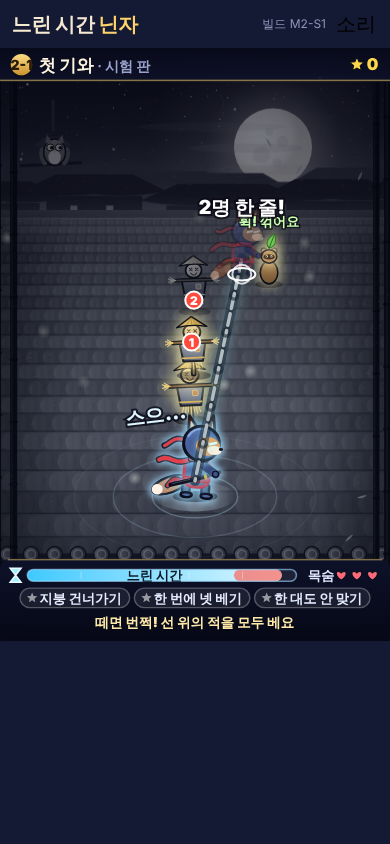 느린 시간 닌자
빌드 M2-S1 소리
첫 기와 · 시험 판 ★ 0
2명 한 줄!
꺾어요
2
1
스으...
느린 시간 목숨
★ 지붕 건너가기 ★ 한 번에 넷 베기 ★ 한 대도 안 맞기
떼면 번쩍! 선 위의 적을 모두 베요